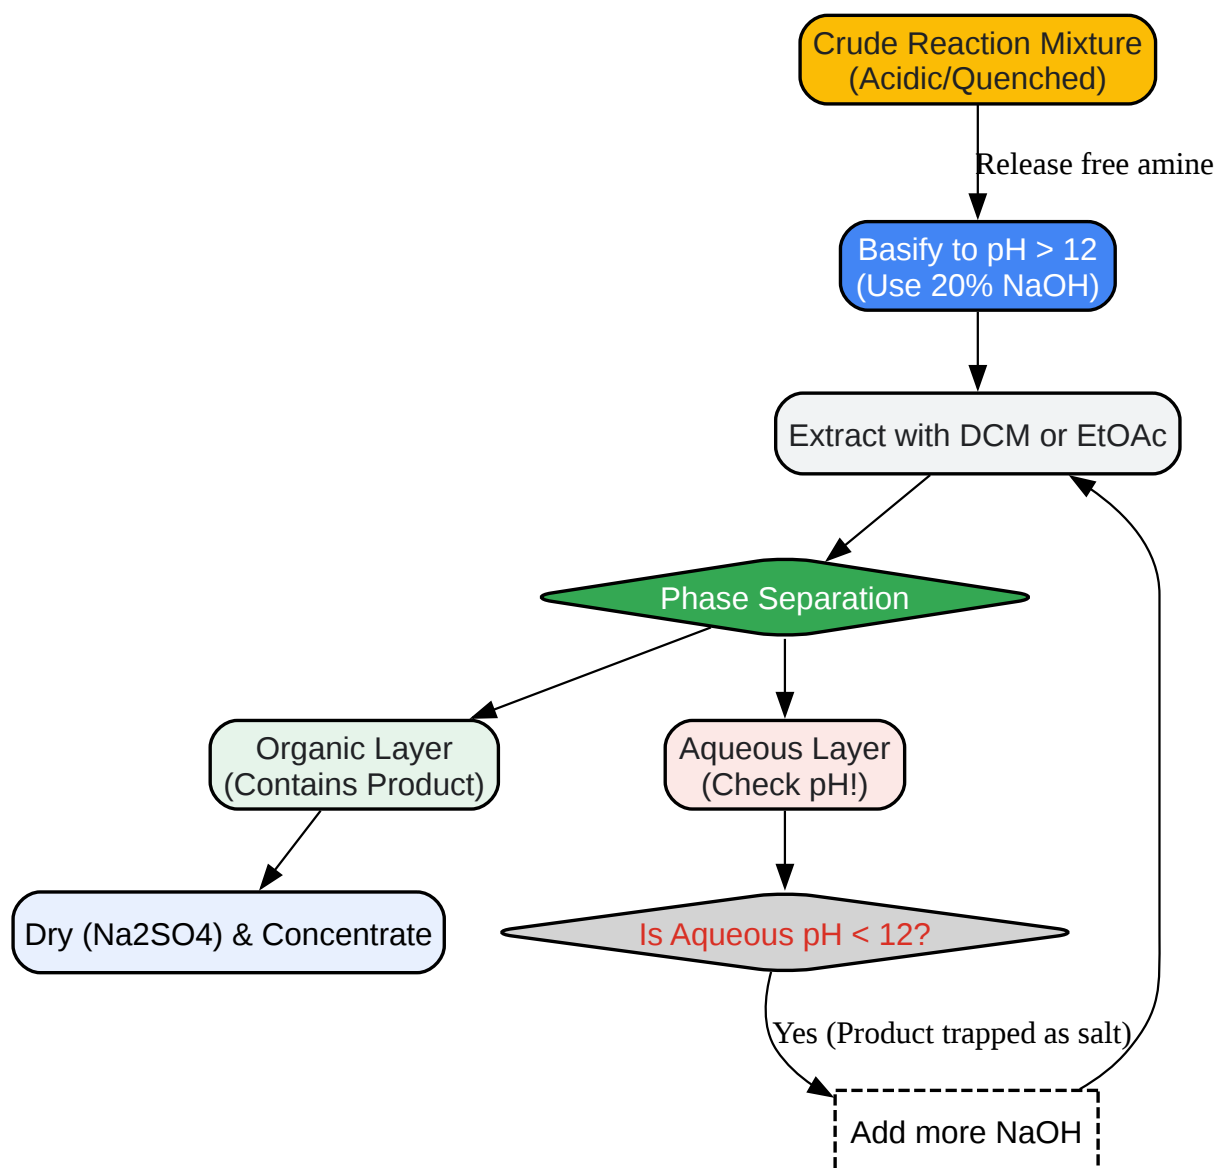 Crude Reaction Mixture
(Acidic/Quenched)
Release free amine
Basify to pH > 12
(Use 20% NaOH)
Extract with DCM or EtOAc
Phase Separation
Organic Layer
(Contains Product)
Aqueous Layer
(Check pH!)
Dry (Na2SO4) & Concentrate
Is Aqueous pH < 12?
Yes (Product trapped as salt)
Add more NaOH